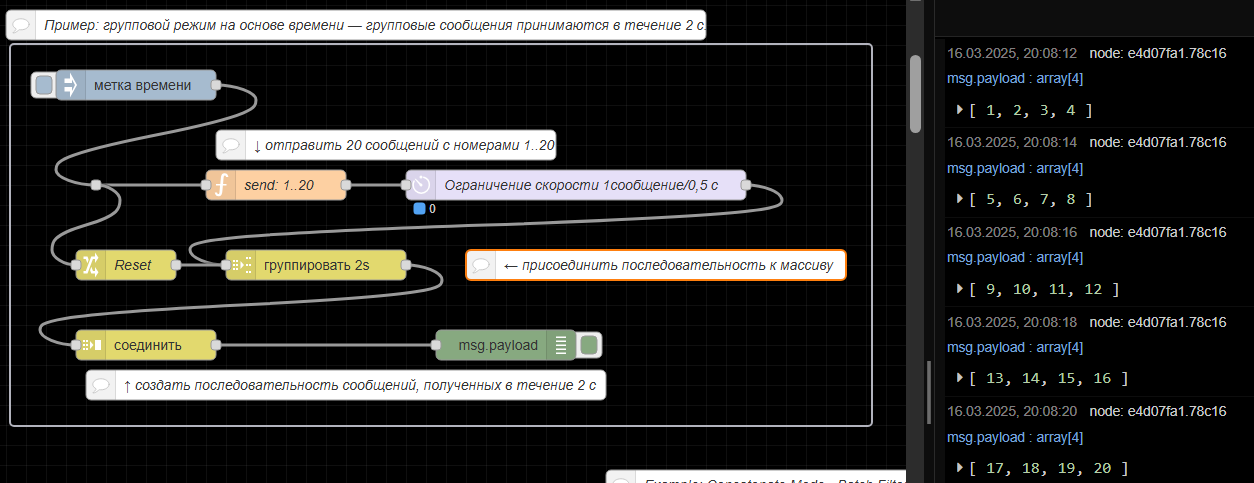 Пример: групповой режим на основе времени — групповые сообщения принимаются в течение 2 с.
метка времени
↓ отправить 20 сообщений с номерами 1..20
send: 1..20
Ограничение скорости 1сообщение/0,5 с
0
Reset
группировать 2s
← присоединить последовательность к массиву
соединить
msg.payload
↑ создать последовательность сообщений, полученных в течение 2 с
16.03.2025, 20:08:12 node: e4d07fa1.78c16
msg.payload : array[4]
[ 1, 2, 3, 4 ]
16.03.2025, 20:08:14 node: e4d07fa1.78c16
msg.payload : array[4]
[ 5, 6, 7, 8 ]
16.03.2025, 20:08:16 node: e4d07fa1.78c16
msg.payload : array[4]
[ 9, 10, 11, 12 ]
16.03.2025, 20:08:18 node: e4d07fa1.78c16
msg.payload : array[4]
[ 13, 14, 15, 16 ]
16.03.2025, 20:08:20 node: e4d07fa1.78c16
msg.payload : array[4]
[ 17, 18, 19, 20 ]